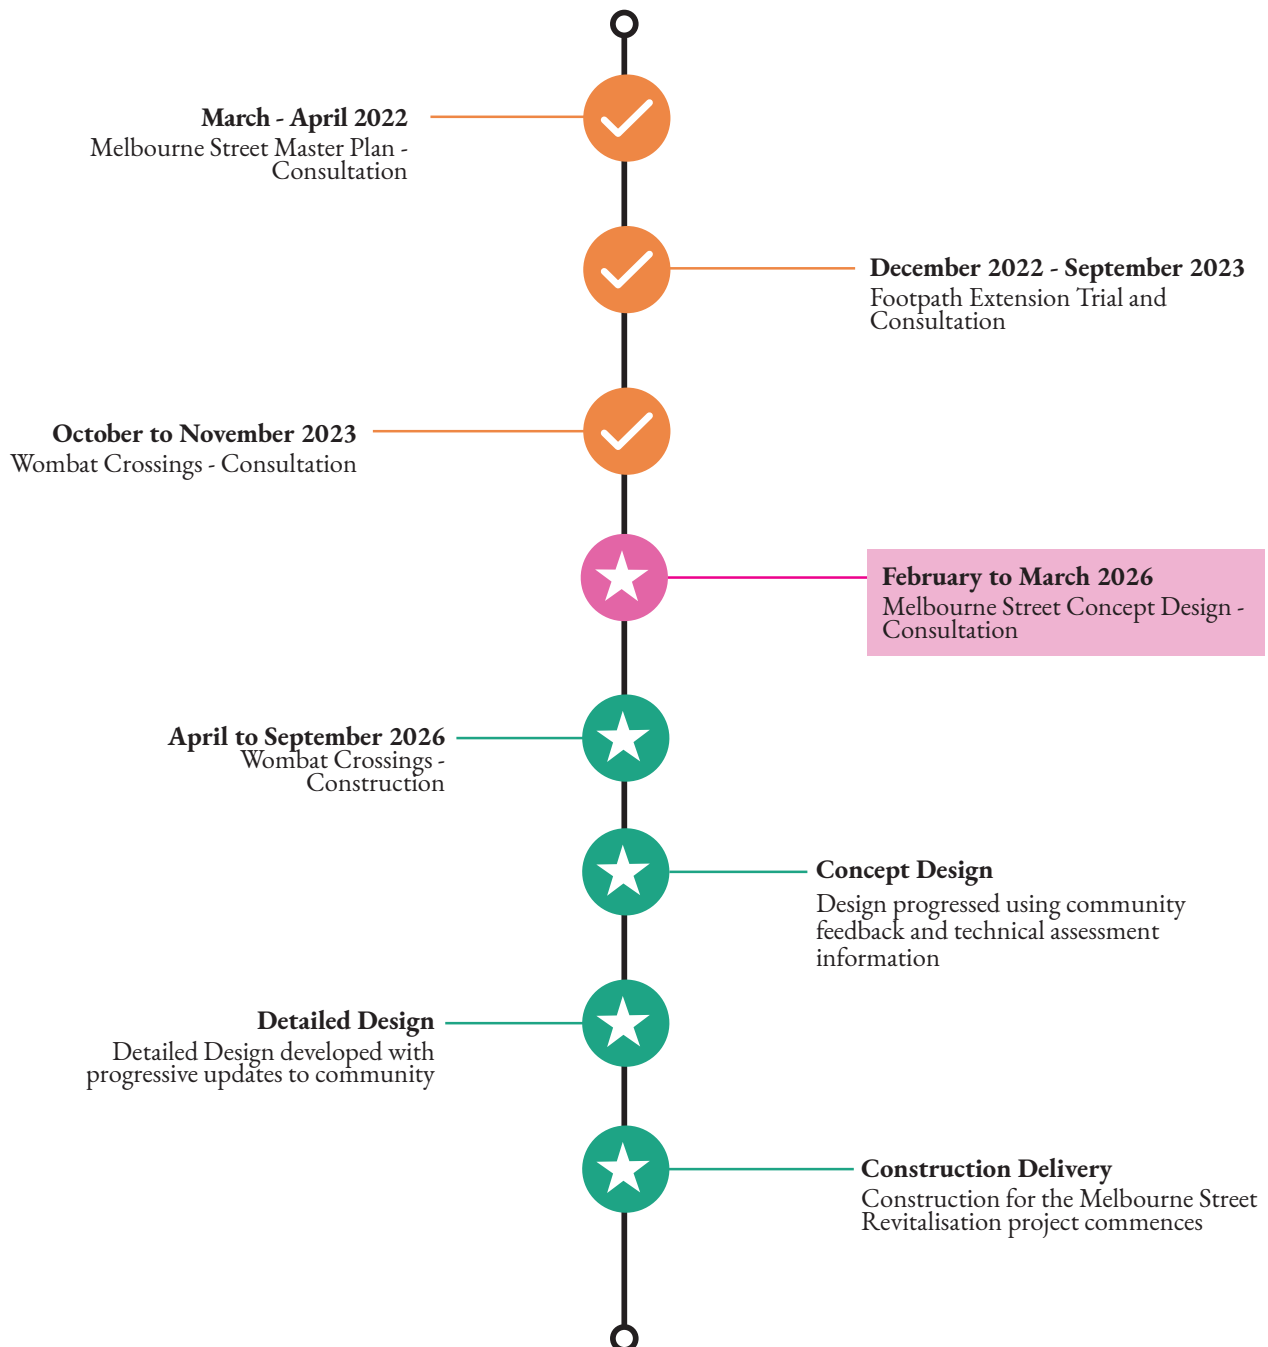 March - April 2022
Melbourne Street Master Plan -
Consultation
December 2022 - September 2023
Footpath Extension Trial and
Consultation
October to November 2023
Wombat Crossings - Consultation
February to March 2026
Melbourne Street Concept Design -
Consultation
April to September 2026
Wombat Crossings -
Construction
Concept Design
Design progressed using community
feedback and technical assessment
information
Detailed Design
Detailed Design developed with
progressive updates to community
Construction Delivery
Construction for the Melbourne Street
Revitalisation project commences